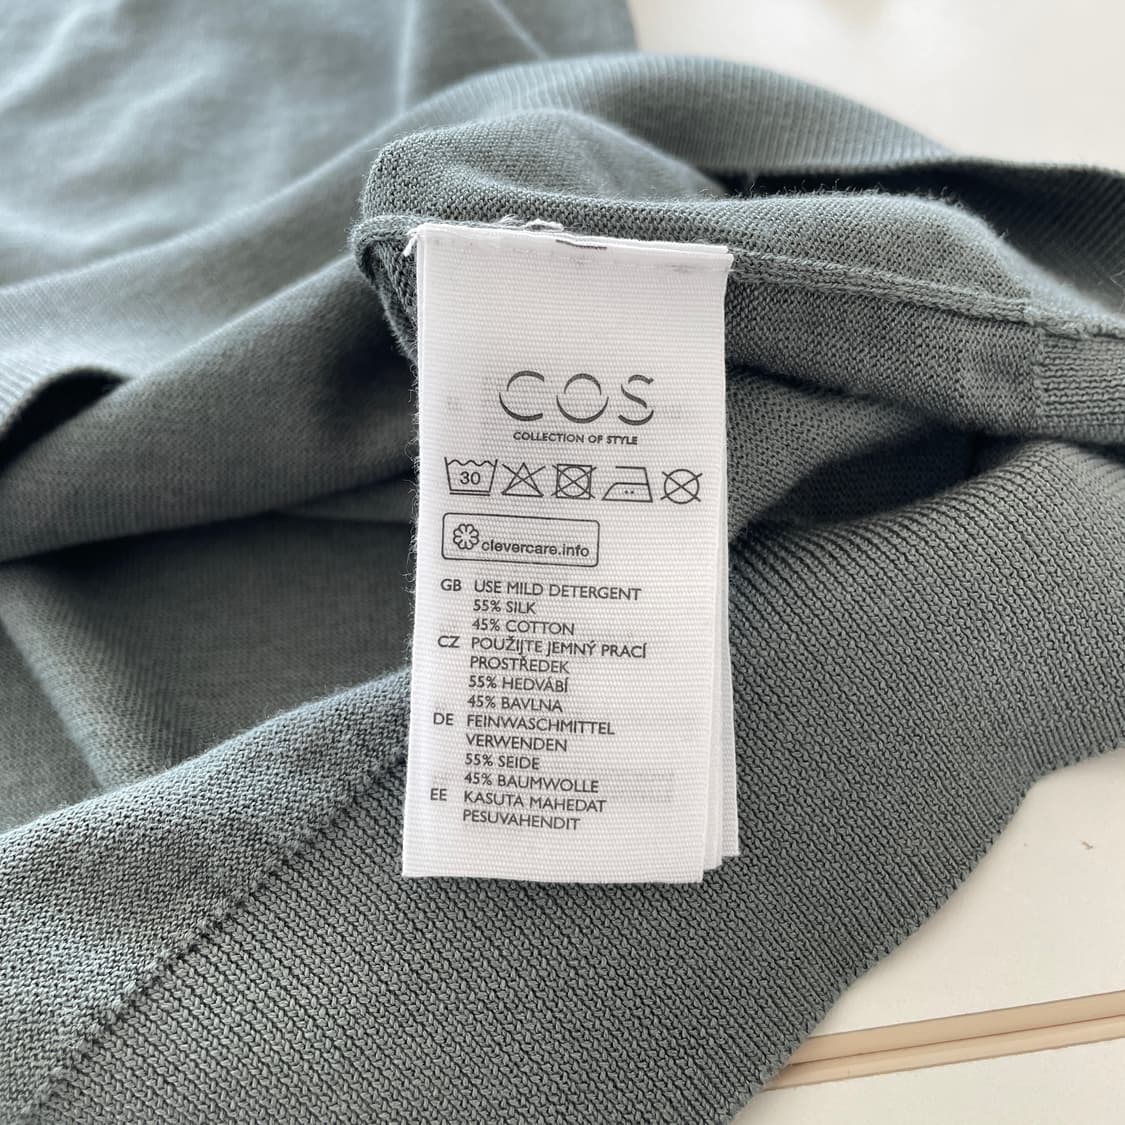 COS
COLLECTION OF STYLE
30
clevercare.info
GB USE MILD DETERGENT
55% SILK
45% COTTON
CZ POUŽIJTE JEMNÝ PRACÍ
PROSTŘEDEK
55% HEDVÁBÍ
45% BAVLNA
DE FEINWASCHMITTEL
VERWENDEN
55% SEIDE
45% BAUMWOLLE
EE KASUTA MAHEDAT
PESUVAHENDIT